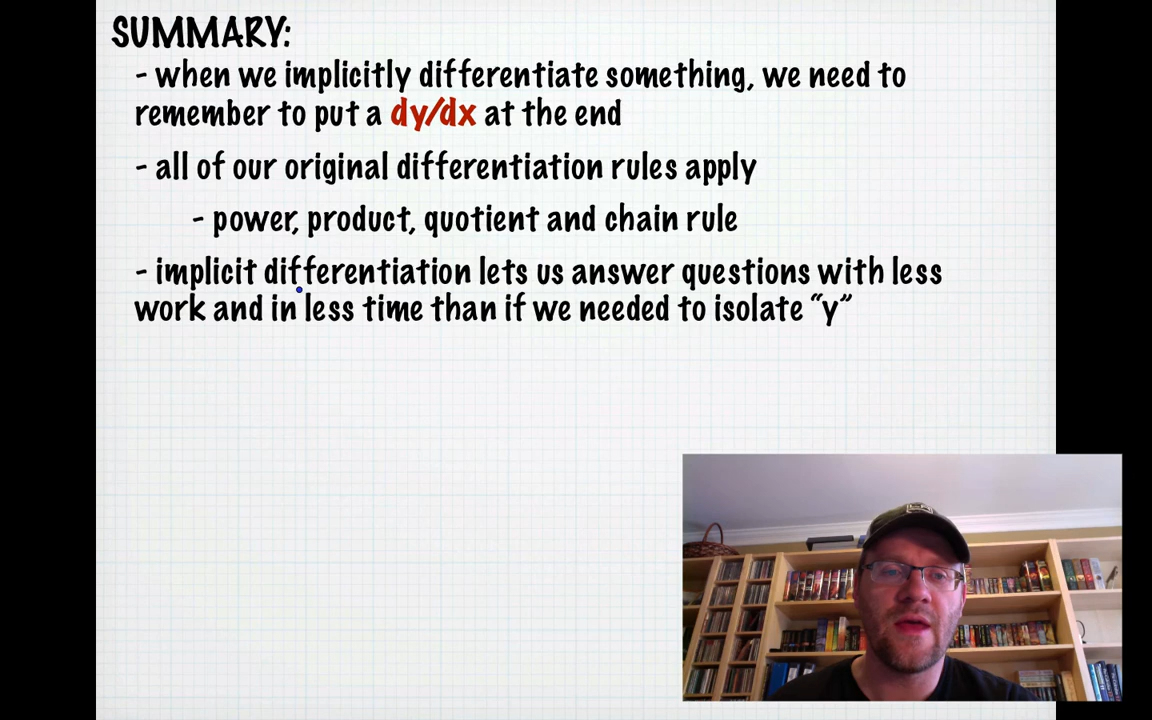 SUMMARY:
- when we implicitly differentiate something, we need to
remember to put a dy/dx at the end
- all of our original differentiation rules apply
- power, product, quotient and chain rule
- implicit differentiation lets us answer questions with less
work and in less time than if we needed to isolate “y”